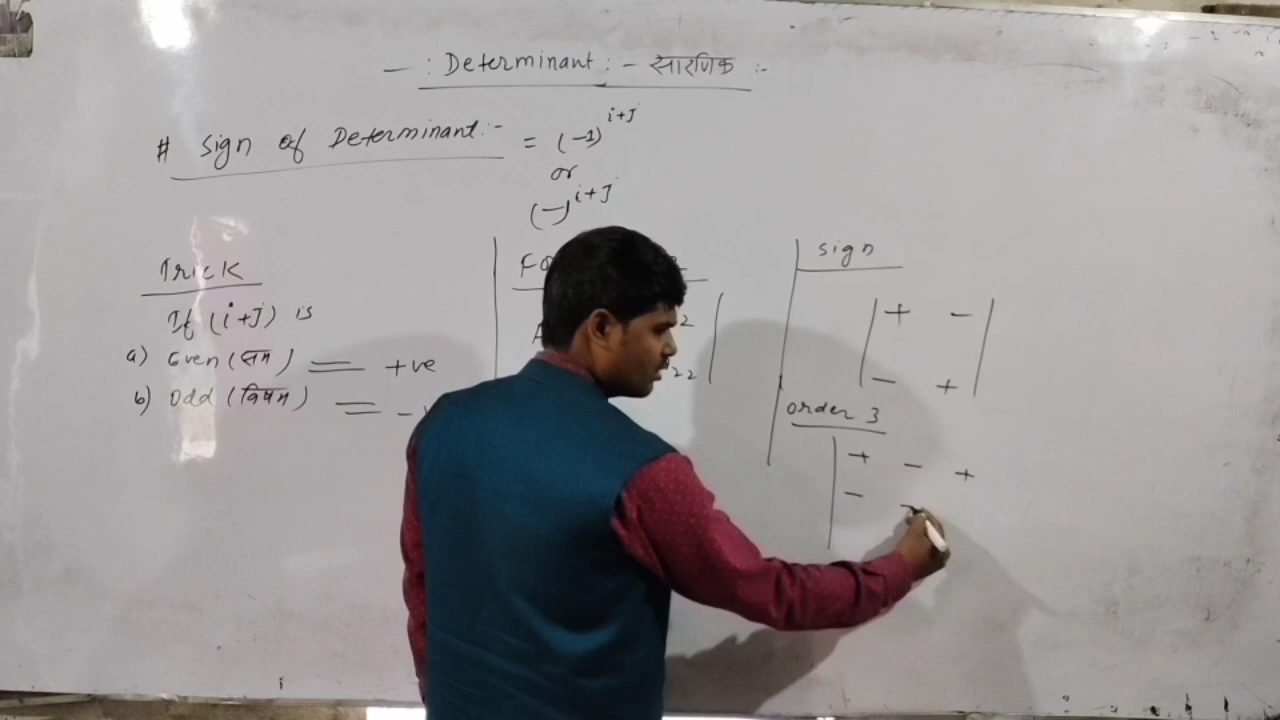 — : Determinant : - सारणिक :-
# Sign of Determinant :- = (-1)^{i+j}
or
(-)^{i+j}
Trick
If (i+j) is
a) Even (सम) = +ve
b) Odd (विषम) = -
sign
+ -
- +
order 3
+ - +
- -